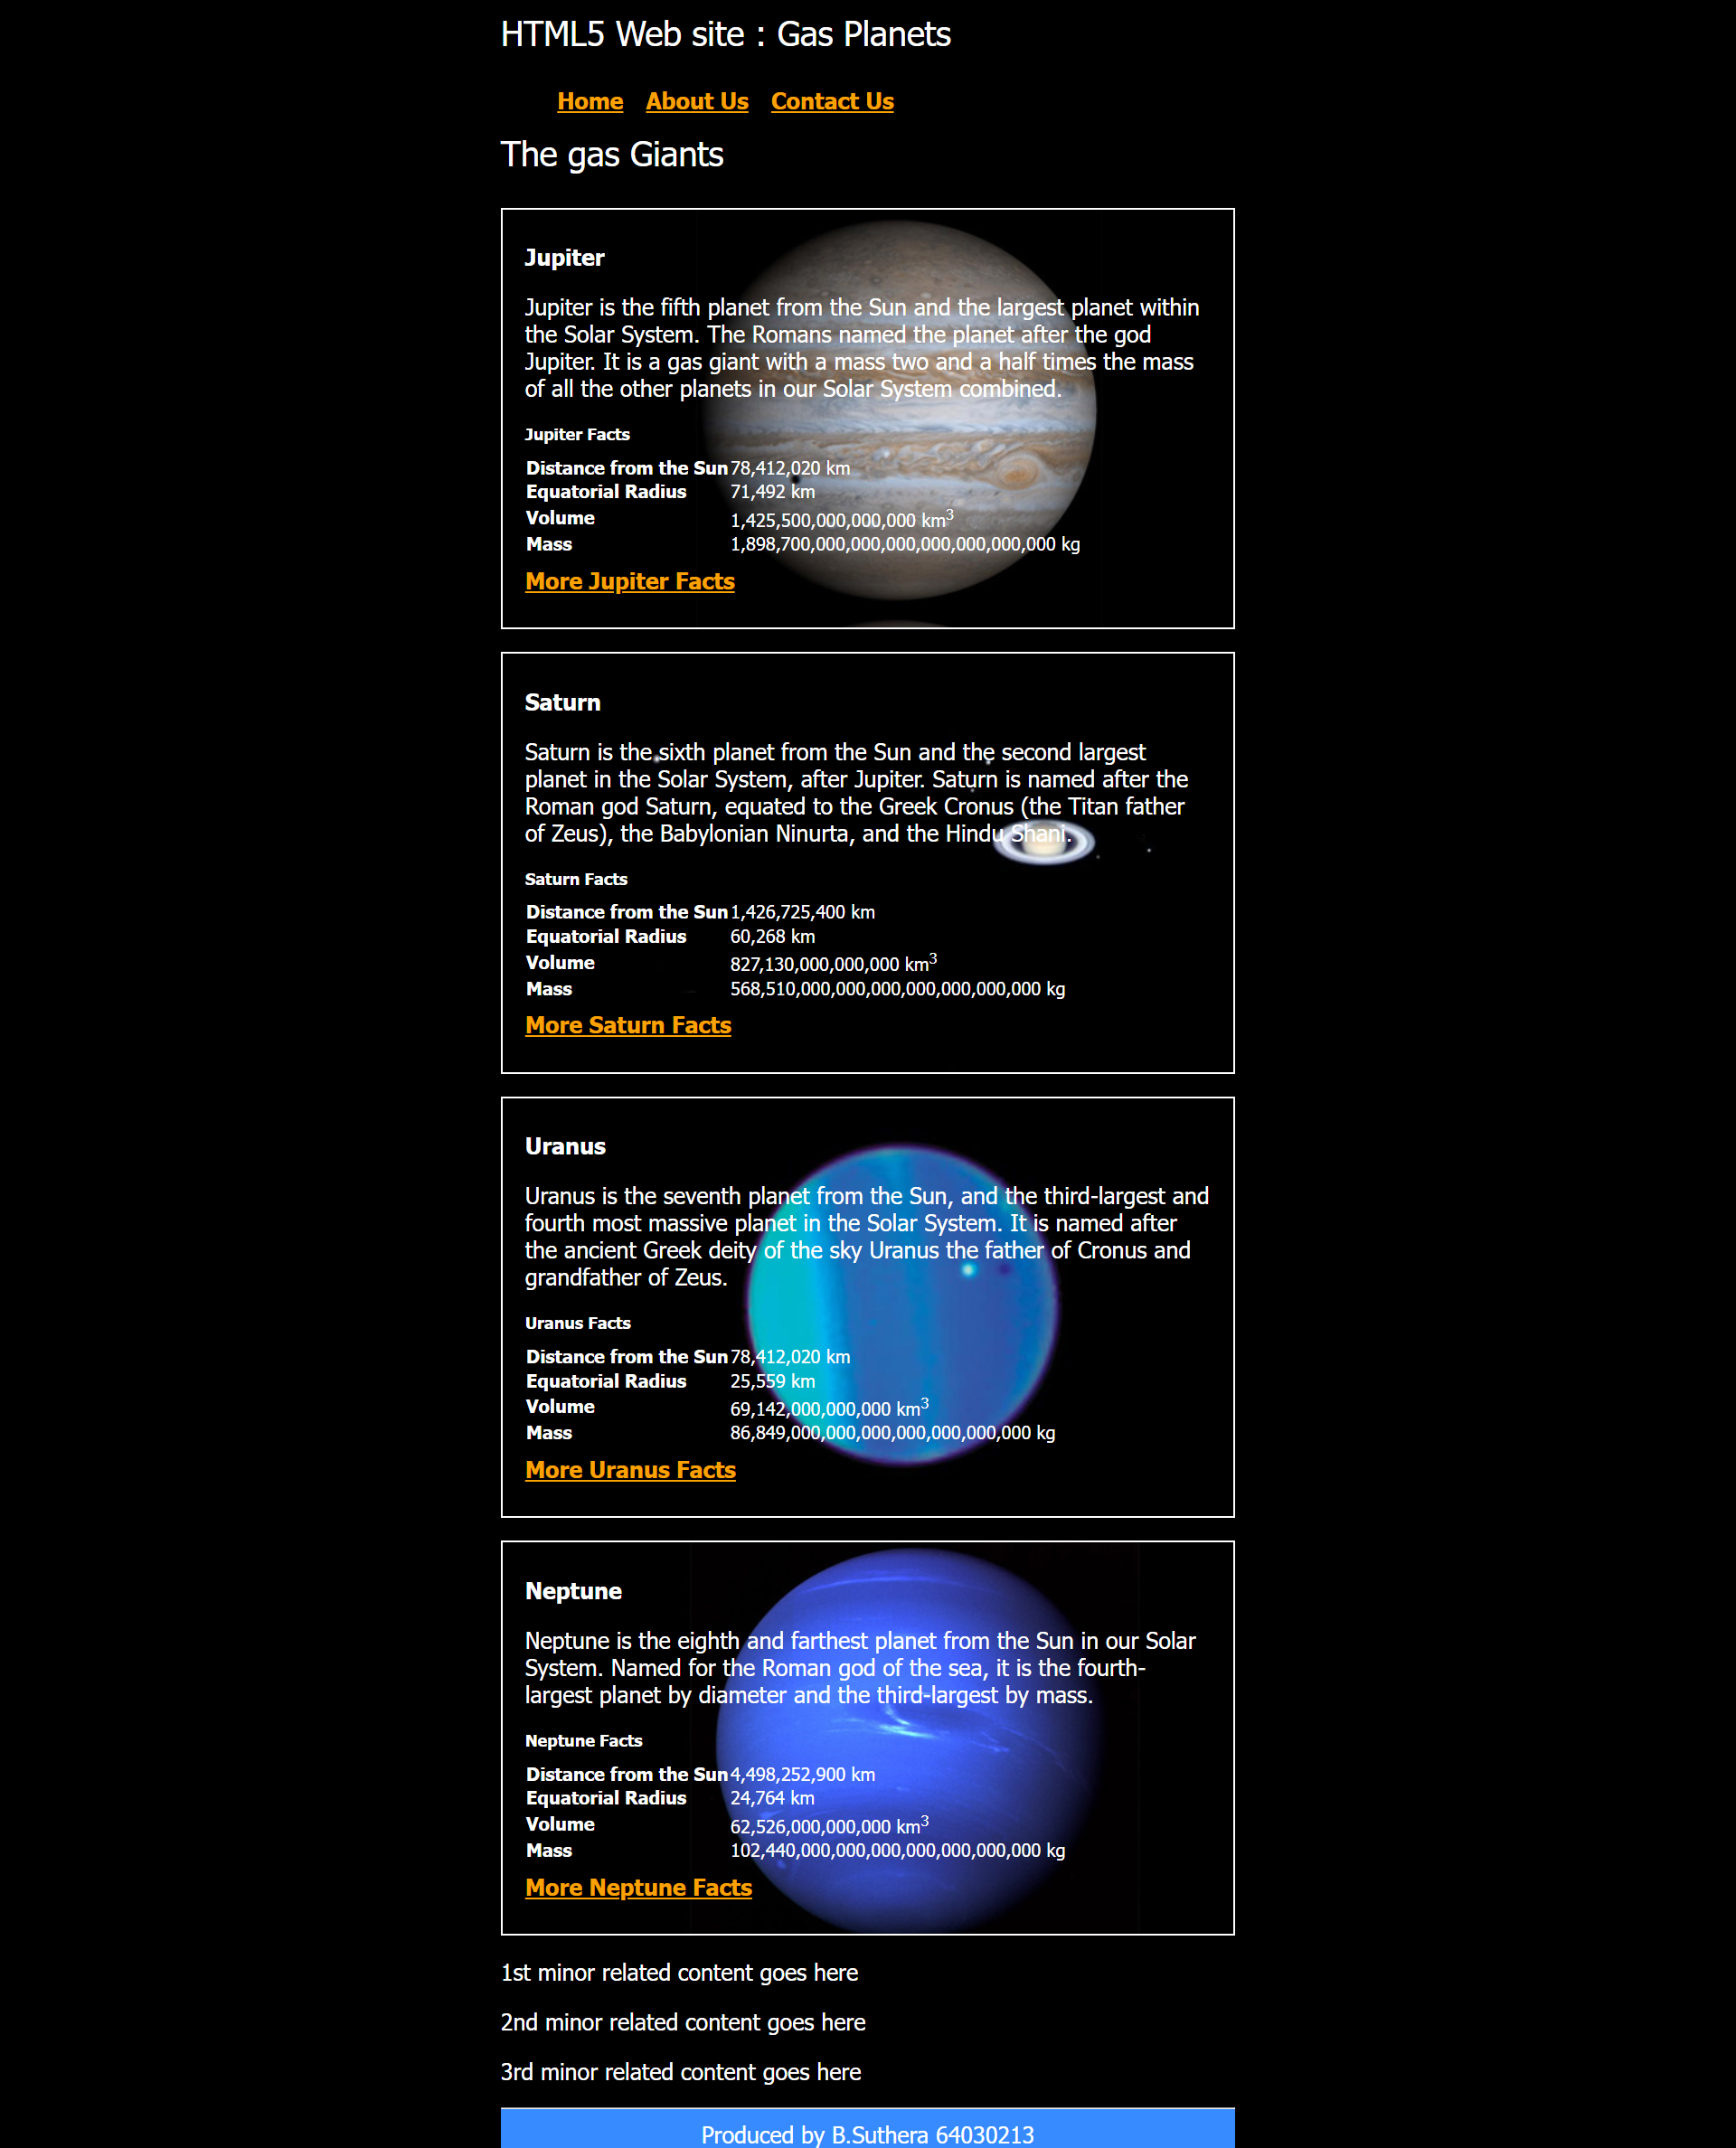 HTML5 Web site : Gas Planets
Home About Us Contact Us
The gas Giants
Jupiter
Jupiter is the fifth planet from the Sun and the largest planet within
the Solar System. The Romans named the planet after the god
Jupiter. It is a gas giant with a mass two and a half times the mass
of all the other planets in our Solar System combined.
Jupiter Facts
Distance from the Sun 78,412,020 km
Equatorial Radius 71,492 km
Volume 1,425,500,000,000,000 km³
Mass 1,898,700,000,000,000,000,000,000,000 kg
More Jupiter Facts
Saturn
Saturn is the sixth planet from the Sun and the second largest
planet in the Solar System, after Jupiter. Saturn is named after the
Roman god Saturn, equated to the Greek Cronus (the Titan father
of Zeus), the Babylonian Ninurta, and the Hindu Shani.
Saturn Facts
Distance from the Sun 1,426,725,400 km
Equatorial Radius 60,268 km
Volume 827,130,000,000,000 km³
Mass 568,510,000,000,000,000,000,000,000 kg
More Saturn Facts
Uranus
Uranus is the seventh planet from the Sun, and the third-largest and
fourth most massive planet in the Solar System. It is named after
the ancient Greek deity of the sky Uranus the father of Cronus and
grandfather of Zeus.
Uranus Facts
Distance from the Sun 78,412,020 km
Equatorial Radius 25,559 km
Volume 69,142,000,000,000 km³
Mass 86,849,000,000,000,000,000,000,000 kg
More Uranus Facts
Neptune
Neptune is the eighth and farthest planet from the Sun in our Solar
System. Named for the Roman god of the sea, it is the fourth-
largest planet by diameter and the third-largest by mass.
Neptune Facts
Distance from the Sun 4,498,252,900 km
Equatorial Radius 24,764 km
Volume 62,526,000,000,000 km³
Mass 102,440,000,000,000,000,000,000,000 kg
More Neptune Facts
1st minor related content goes here
2nd minor related content goes here
3rd minor related content goes here
Produced by B.Suthera 64030213